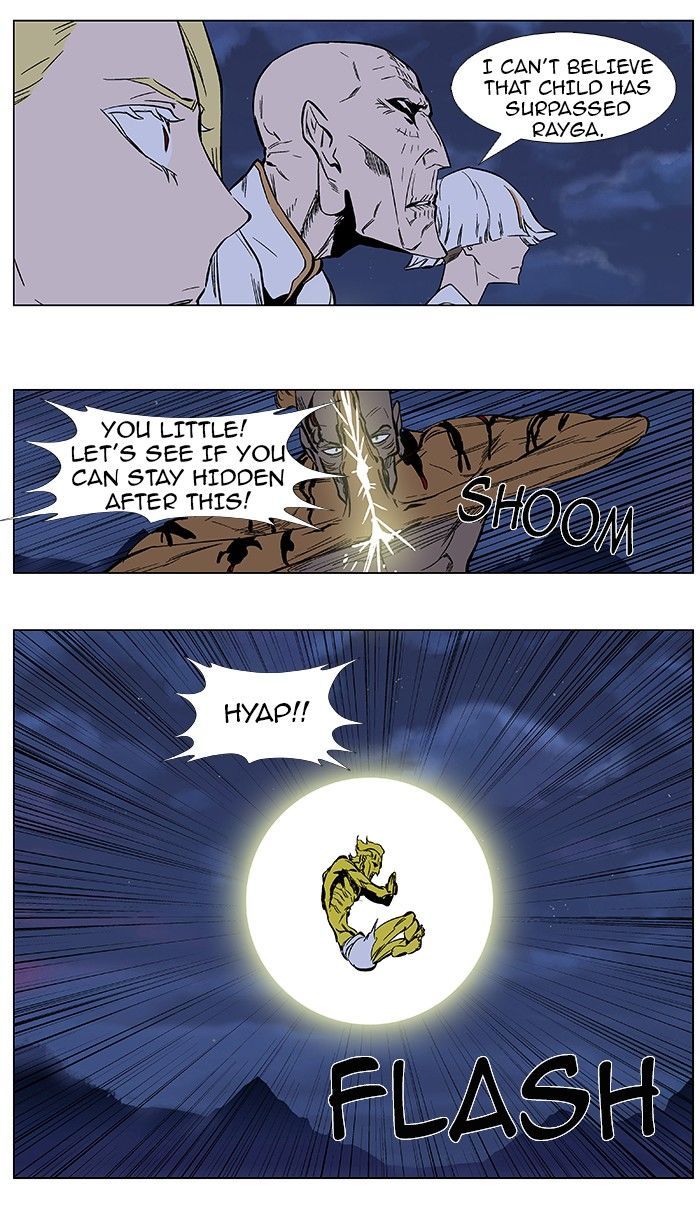 I CAN'T BELIEVE
THAT CHILD HAS
SURPASSED
RAYGA.
YOU LITTLE!
LET'S SEE IF YOU
CAN STAY HIDDEN
AFTER THIS!
SHOOM
HYAP!!
FLASH